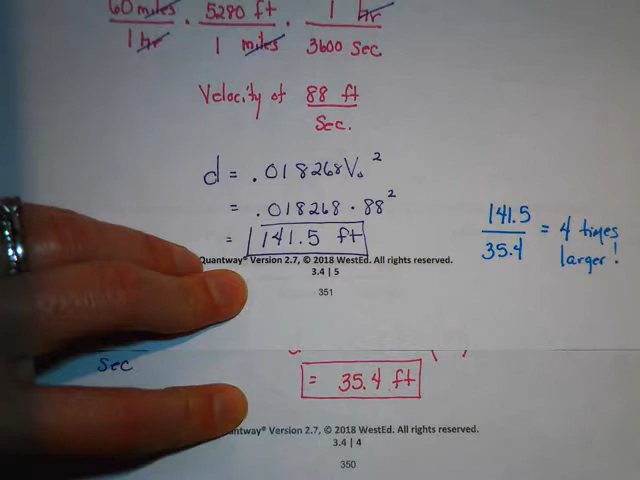 60 miles / 1 hr · 5280 ft / 1 miles · 1 hr / 3600 Sec
Velocity of 88 ft / Sec.
d = .018268V₀²
= .018268 · 88²
= 141.5 ft
141.5 / 35.4 = 4 times
larger!
Quantway® Version 2.7, © 2018 WestEd. All rights reserved.
3.4 | 5
351
Sec
= 35.4 ft
antway® Version 2.7, © 2018 WestEd. All rights reserved.
3.4 | 4
350